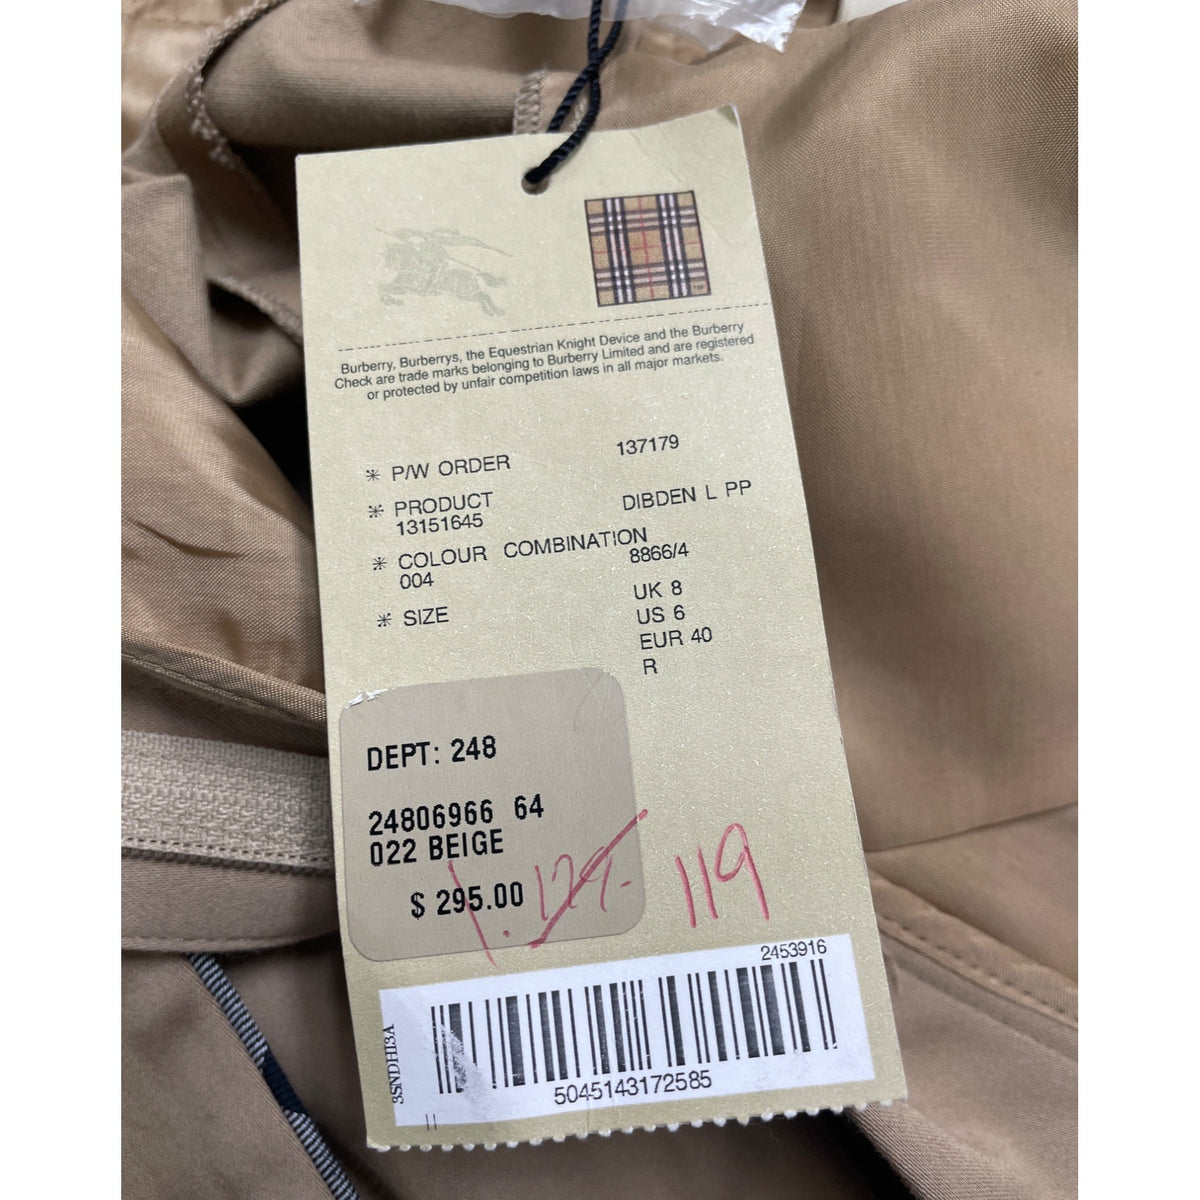 TM
Burberry, Burberrys, the Equestrian Knight Device and the Burberry
Check are trade marks belonging to Burberry Limited and are registered
or protected by unfair competition laws in all major markets.
* P/W ORDER 137179
* PRODUCT DIBDEN L PP
13151645
* COLOUR COMBINATION
004 8866/4
* SIZE UK 8
US 6
EUR 40
R
DEPT: 248
24806966 64
022 BEIGE
$ 295.00 179. 119
2453916
3SNDHI3A
5045143172585